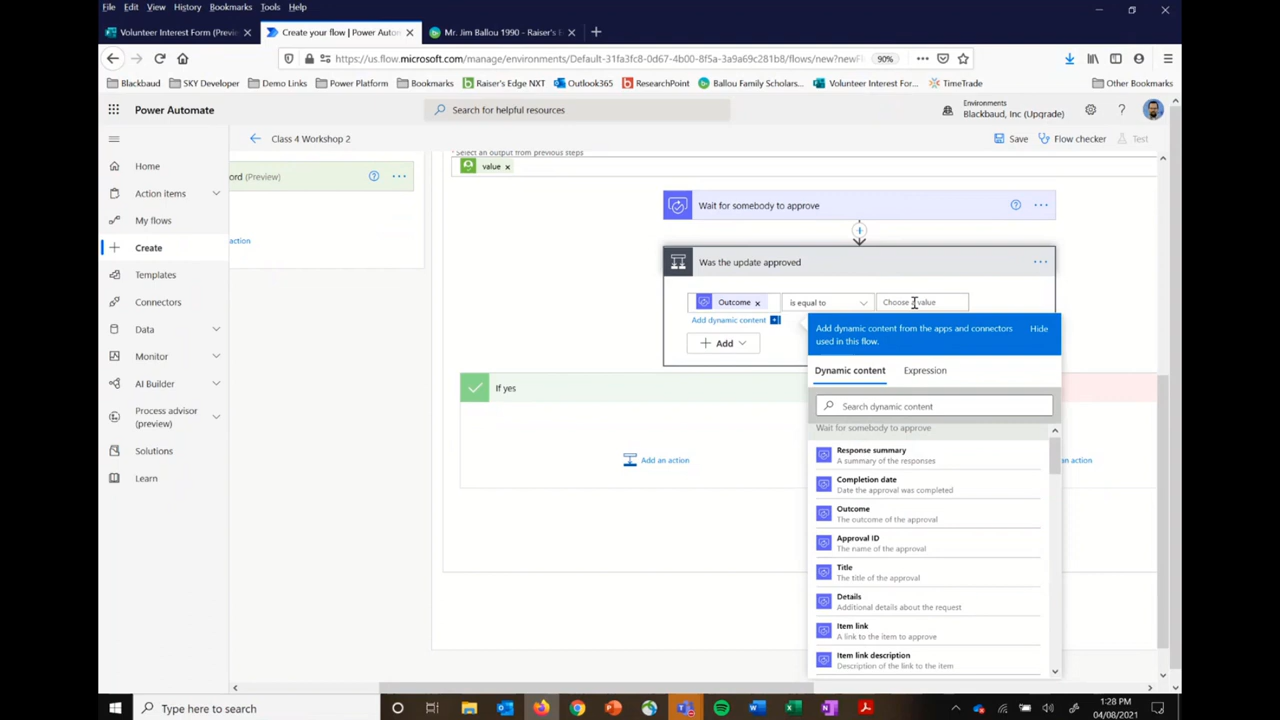 File Edit View History Bookmarks Tools Help
Volunteer Interest Form (Previe
Create your flow | Power Auton
Mr. Jim Ballou 1990 - Raiser's E
https://us.flow.microsoft.com/manage/environments/Default-31fa3fc8-0d67-4b00-8f5a-3a9a69c281b8/flows/new?newFl
90%
Blackbaud SKY Developer Demo Links Power Platform Bookmarks Raiser's Edge NXT Outlook365 ResearchPoint Ballou Family Scholars... Volunteer Interest For... TimeTrade Other Bookmarks
Power Automate
Search for helpful resources
Environments
Blackbaud, Inc (Upgrade)
Class 4 Workshop 2
Save Flow checker Test
Home
Action items
My flows
Create
Templates
Connectors
Data
Monitor
AI Builder
Process advisor
(preview)
Solutions
Learn
ord (Preview)
action
* Select an output from previous steps
value
Wait for somebody to approve
Was the update approved
Outcome is equal to Choose a value
Add dynamic content
Add
If yes
Add an action
an action
Add dynamic content from the apps and connectors
used in this flow.
Hide
Dynamic content Expression
Search dynamic content
Wait for somebody to approve
Response summary
A summary of the responses
Completion date
Date the approval was completed
Outcome
The outcome of the approval
Approval ID
The name of the approval
Title
The title of the approval
Details
Additional details about the request
Item link
A link to the item to approve
Item link description
Description of the link to the item
Type here to search
1:28 PM
04/08/2021